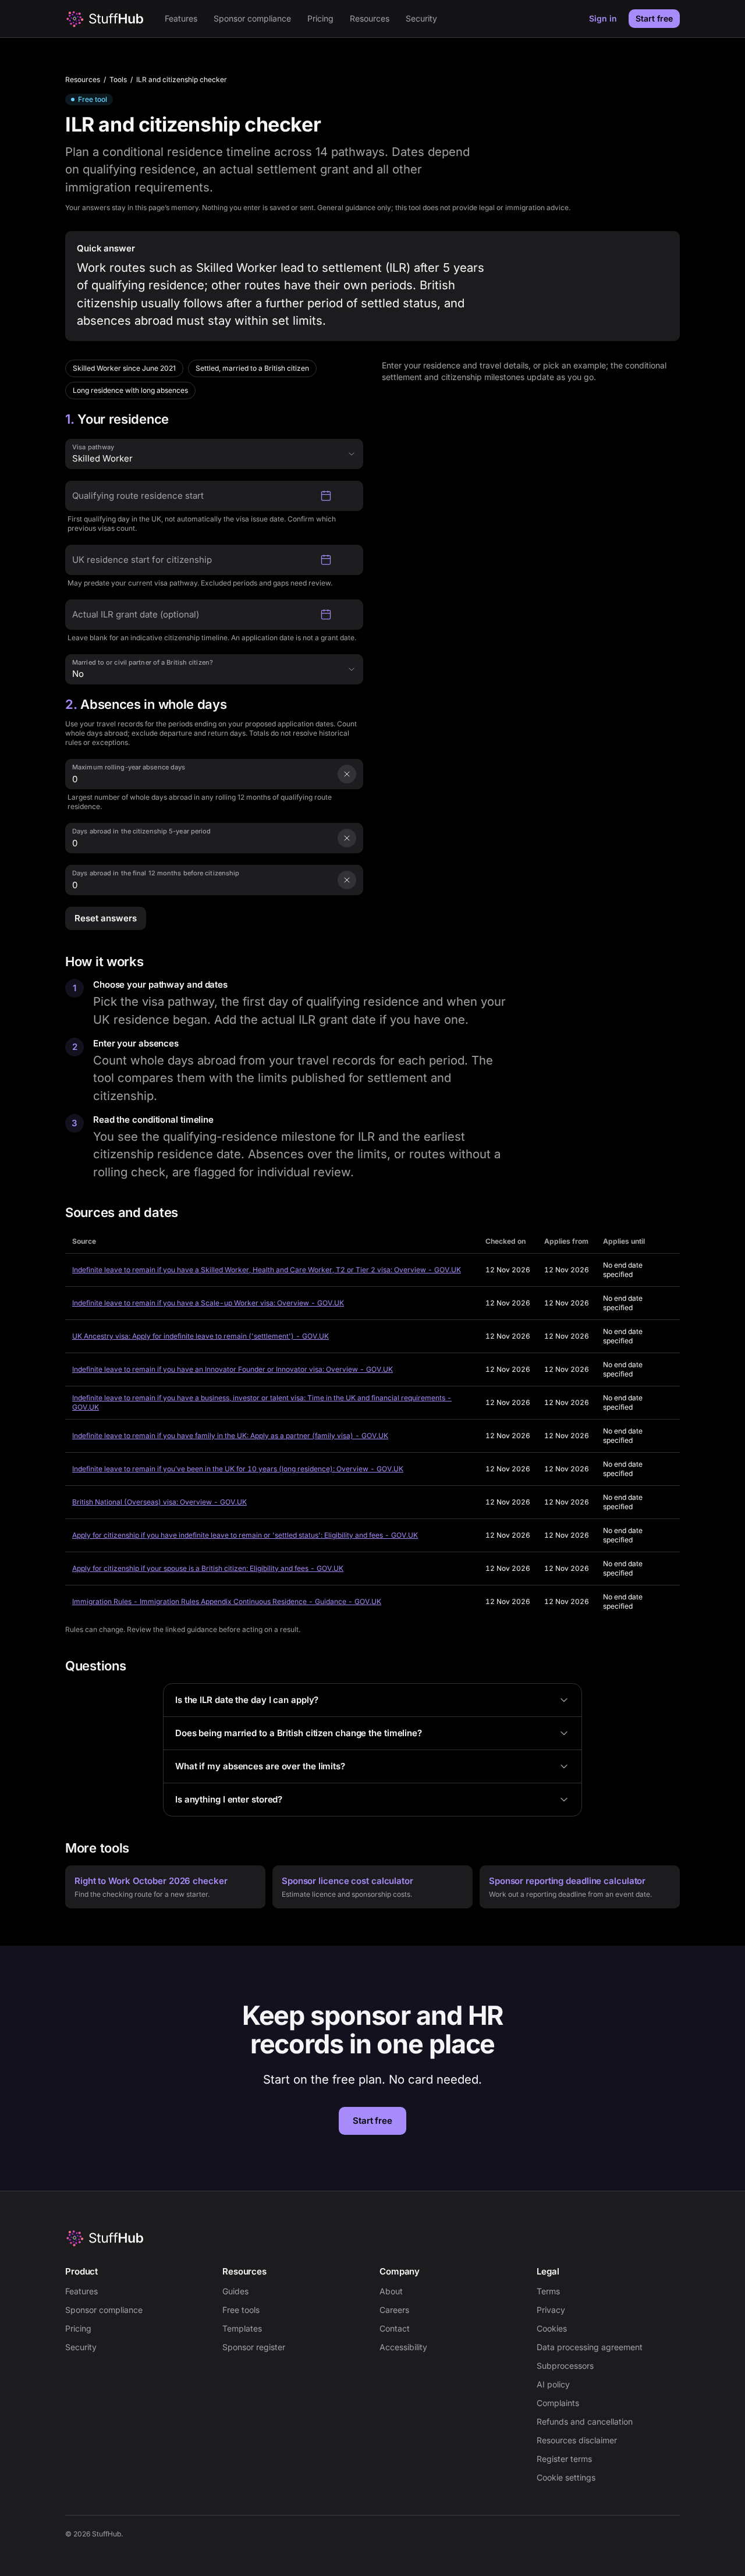 StuffHub
Features
Sponsor compliance
Pricing
Resources
Security
Sign in
Start free
Resources / Tools / ILR and citizenship checker
Free tool
ILR and citizenship checker
Plan a conditional residence timeline across 14 pathways. Dates depend
on qualifying residence, an actual settlement grant and all other
immigration requirements.
Your answers stay in this page's memory. Nothing you enter is saved or sent. General guidance only; this tool does not provide legal or immigration advice.
Quick answer
Work routes such as Skilled Worker lead to settlement (ILR) after 5 years
of qualifying residence; other routes have their own periods. British
citizenship usually follows after a further period of settled status, and
absences abroad must stay within set limits.
Skilled Worker since June 2021
Settled, married to a British citizen
Long residence with long absences
Enter your residence and travel details, or pick an example; the conditional
settlement and citizenship milestones update as you go.
1. Your residence
Visa pathway
Skilled Worker
Qualifying route residence start
First qualifying day in the UK, not automatically the visa issue date. Confirm which
previous visas count.
UK residence start for citizenship
May predate your current visa pathway. Excluded periods and gaps need review.
Actual ILR grant date (optional)
Leave blank for an indicative citizenship timeline. An application date is not a grant date.
Married to or civil partner of a British citizen?
No
2. Absences in whole days
Use your travel records for the periods ending on your proposed application dates. Count
whole days abroad; exclude departure and return days. Totals do not resolve historical
rules or exceptions.
Maximum rolling-year absence days
0
Largest number of whole days abroad in any rolling 12 months of qualifying route
residence.
Days abroad in the citizenship 5-year period
0
Days abroad in the final 12 months before citizenship
0
Reset answers
How it works
1
Choose your pathway and dates
Pick the visa pathway, the first day of qualifying residence and when your
UK residence began. Add the actual ILR grant date if you have one.
2
Enter your absences
Count whole days abroad from your travel records for each period. The
tool compares them with the limits published for settlement and
citizenship.
3
Read the conditional timeline
You see the qualifying-residence milestone for ILR and the earliest
citizenship residence date. Absences over the limits, or routes without a
rolling check, are flagged for individual review.
Sources and dates
Source Checked on Applies from Applies until
Indefinite leave to remain if you have a Skilled Worker, Health and Care Worker, T2 or Tier 2 visa: Overview - GOV.UK 12 Nov 2026 12 Nov 2026 No end date
specified
Indefinite leave to remain if you have a Scale-up Worker visa: Overview - GOV.UK 12 Nov 2026 12 Nov 2026 No end date
specified
UK Ancestry visa: Apply for indefinite leave to remain ('settlement') - GOV.UK 12 Nov 2026 12 Nov 2026 No end date
specified
Indefinite leave to remain if you have an Innovator Founder or Innovator visa: Overview - GOV.UK 12 Nov 2026 12 Nov 2026 No end date
specified
Indefinite leave to remain if you have a business, investor or talent visa: Time in the UK and financial requirements -
GOV.UK 12 Nov 2026 12 Nov 2026 No end date
specified
Indefinite leave to remain if you have family in the UK: Apply as a partner (family visa) - GOV.UK 12 Nov 2026 12 Nov 2026 No end date
specified
Indefinite leave to remain if you've been in the UK for 10 years (long residence): Overview - GOV.UK 12 Nov 2026 12 Nov 2026 No end date
specified
British National (Overseas) visa: Overview - GOV.UK 12 Nov 2026 12 Nov 2026 No end date
specified
Apply for citizenship if you have indefinite leave to remain or 'settled status': Eligibility and fees - GOV.UK 12 Nov 2026 12 Nov 2026 No end date
specified
Apply for citizenship if your spouse is a British citizen: Eligibility and fees - GOV.UK 12 Nov 2026 12 Nov 2026 No end date
specified
Immigration Rules - Immigration Rules Appendix Continuous Residence - Guidance - GOV.UK 12 Nov 2026 12 Nov 2026 No end date
specified
Rules can change. Review the linked guidance before acting on a result.
Questions
Is the ILR date the day I can apply?
Does being married to a British citizen change the timeline?
What if my absences are over the limits?
Is anything I enter stored?
More tools
Right to Work October 2026 checker
Find the checking route for a new starter.
Sponsor licence cost calculator
Estimate licence and sponsorship costs.
Sponsor reporting deadline calculator
Work out a reporting deadline from an event date.
Keep sponsor and HR
records in one place
Start on the free plan. No card needed.
Start free
StuffHub
Product
Features
Sponsor compliance
Pricing
Security
Resources
Guides
Free tools
Templates
Sponsor register
Company
About
Careers
Contact
Accessibility
Legal
Terms
Privacy
Cookies
Data processing agreement
Subprocessors
AI policy
Complaints
Refunds and cancellation
Resources disclaimer
Register terms
Cookie settings
© 2026 StuffHub.